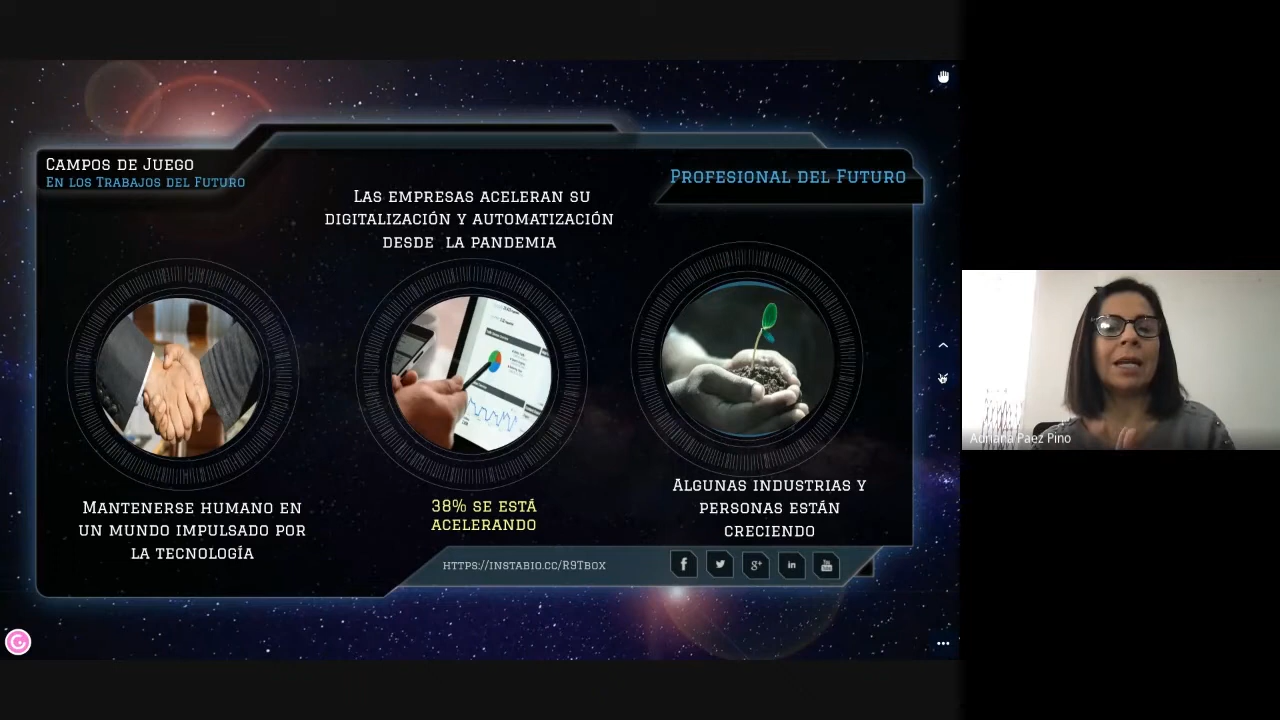 Campos de Juego
En los Trabajos del Futuro
Profesional del Futuro
Las empresas aceleran su
digitalización y automatización
desde la pandemia
Mantenerse humano en
un mundo impulsado por
la tecnología
38% se está
acelerando
Algunas industrias y
personas están
creciendo
https://instabio.cc/R9Tbox
Adriana Paez Pino